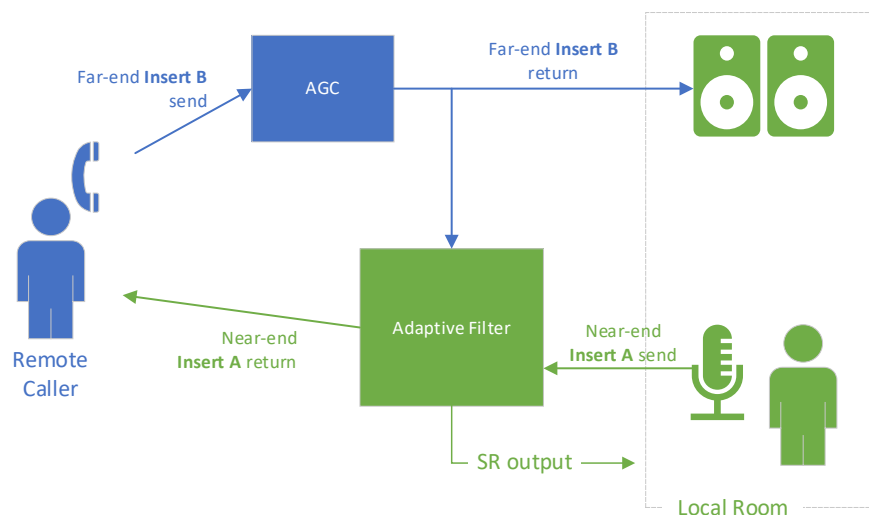 Far-end Insert B
send
AGC
Far-end Insert B
return
Remote
Caller
Near-end
Insert A return
Adaptive Filter
Near-end
Insert A send
SR output
Local Room